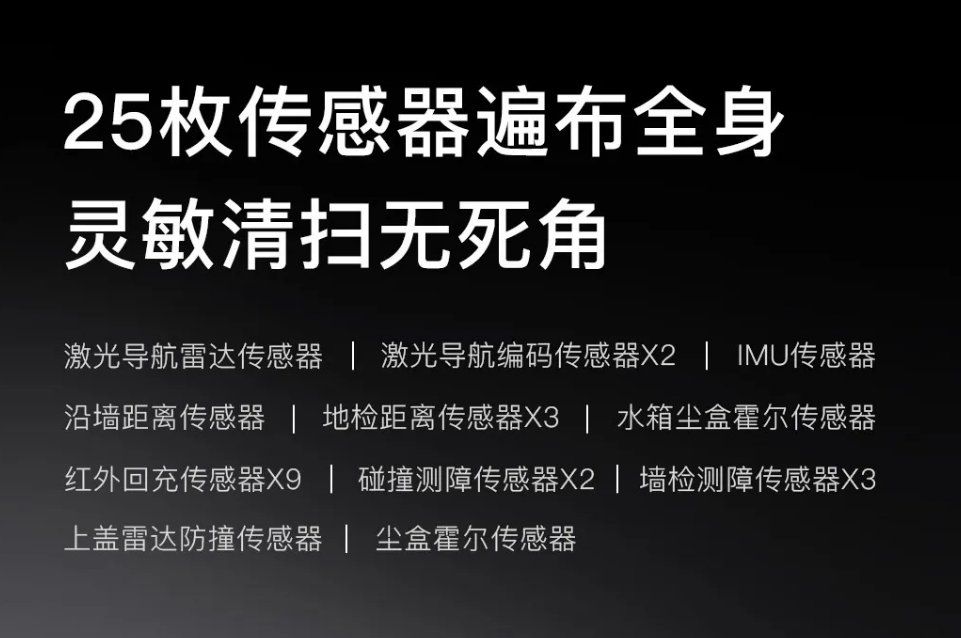 25枚传感器遍布全身
灵敏清扫无死角
激光导航雷达传感器 | 激光导航编码传感器X2 | IMU传感器
沿墙距离传感器 | 地检距离传感器X3 | 水箱尘盒霍尔传感器
红外回充传感器X9 | 碰撞测障传感器X2 | 墙检测障传感器X3
上盖雷达防撞传感器 | 尘盒霍尔传感器